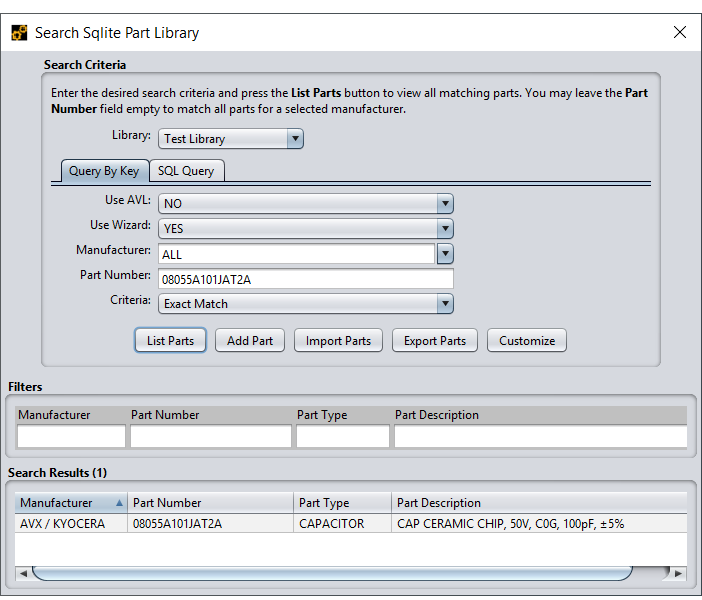 Search Sqlite Part Library
Search Criteria
Enter the desired search criteria and press the List Parts button to view all matching parts. You may leave the Part
Number field empty to match all parts for a selected manufacturer.
Library: Test Library
Query By Key SQL Query
Use AVL: NO
Use Wizard: YES
Manufacturer: ALL
Part Number: 08055A101JAT2A
Criteria: Exact Match
List Parts Add Part Import Parts Export Parts Customize
Filters
Manufacturer Part Number Part Type Part Description
Search Results (1)
Manufacturer Part Number Part Type Part Description
AVX / KYOCERA 08055A101JAT2A CAPACITOR CAP CERAMIC CHIP, 50V, C0G, 100pF, ±5%